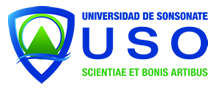 UNIVERSIDAD DE SONSONATE
USO
SCIENTIAE ET BONIS ARTIBUS